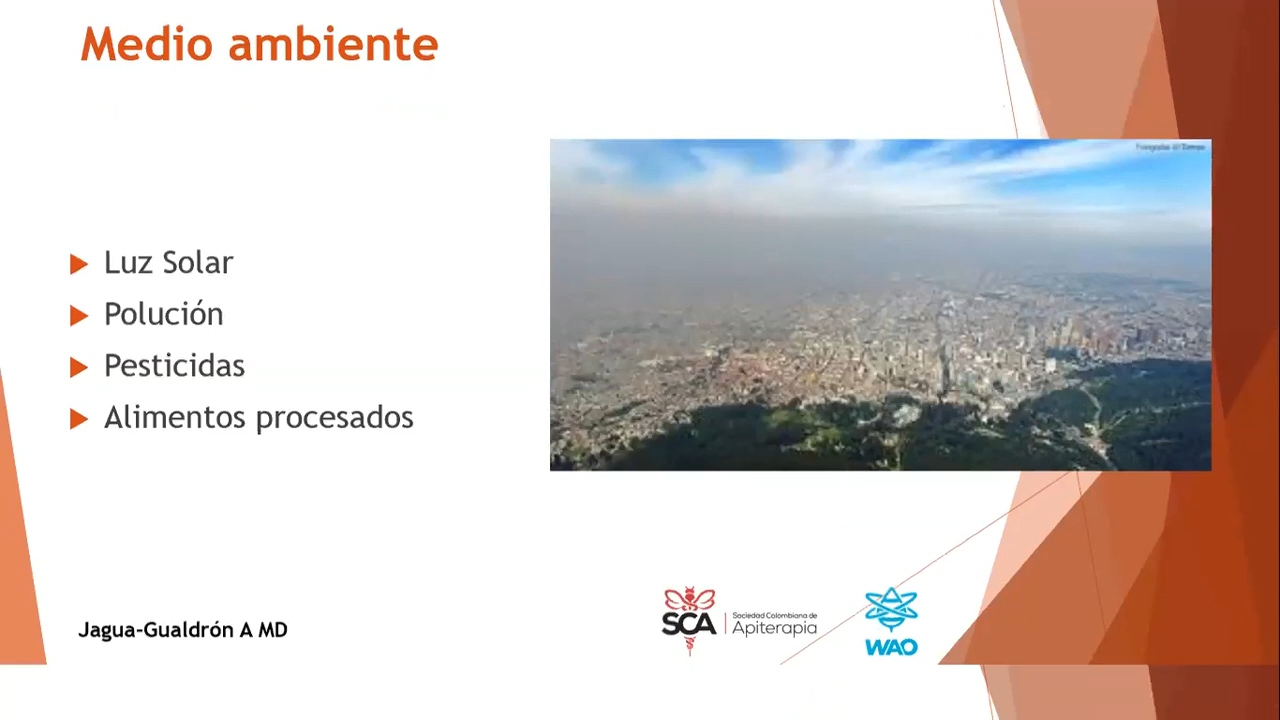 Medio ambiente
Luz Solar
Polución
Pesticidas
Alimentos procesados
Jagua-Gualdrón A MD
SCA
Sociedad Colombiana de
Apiterapia
WAO